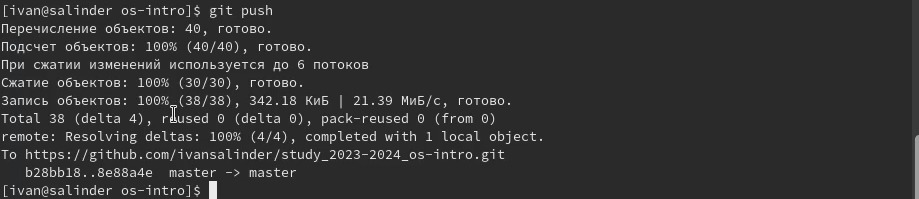 [ivan@salinder os-intro]$ git push
Перечисление объектов: 40, готово.
Подсчет объектов: 100% (40/40), готово.
При сжатии изменений используется до 6 потоков
Сжатие объектов: 100% (30/30), готово.
Запись объектов: 100% (38/38), 342.18 КиБ | 21.39 МиБ/с, готово.
Total 38 (delta 4), reused 0 (delta 0), pack-reused 0 (from 0)
remote: Resolving deltas: 100% (4/4), completed with 1 local object.
To https://github.com/ivansalinder/study_2023-2024_os-intro.git
   b28bb18..8e88a4e  master -> master
[ivan@salinder os-intro]$